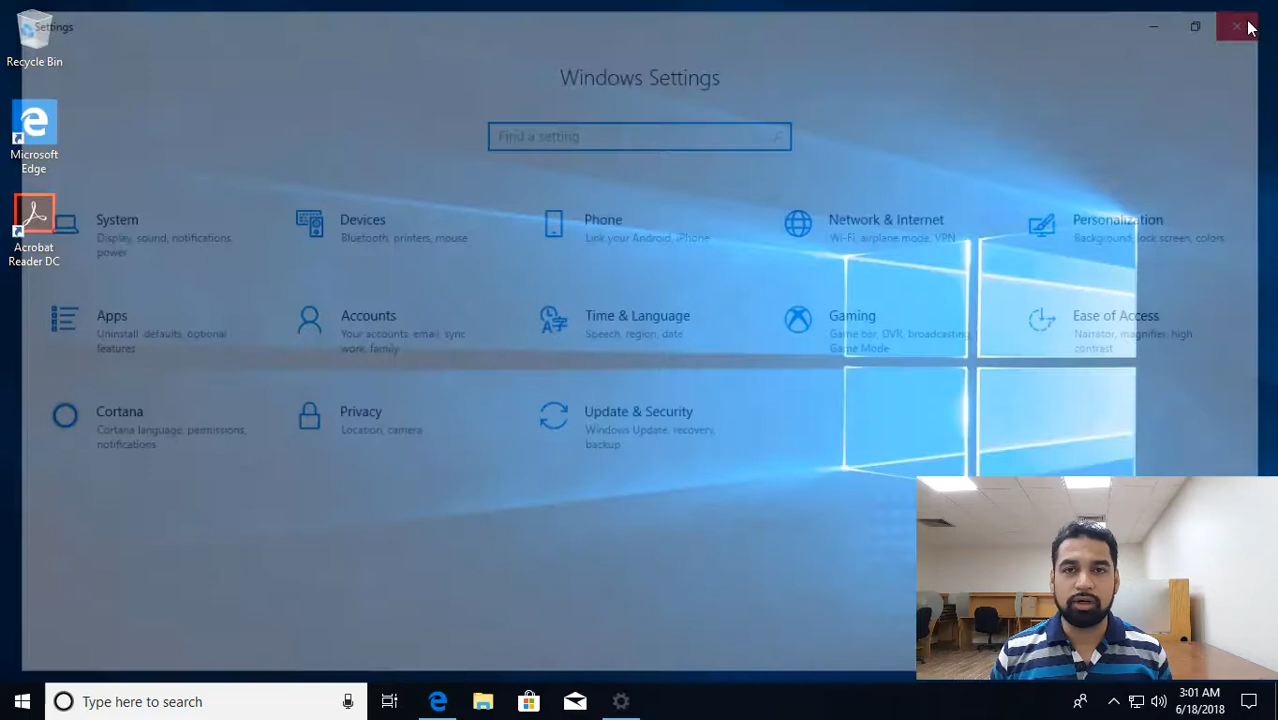 Settings
Recycle Bin
Microsoft
Edge
Acrobat
Reader DC
Windows Settings
Find a setting
System
Display, sound, notifications,
power
Devices
Bluetooth, printers, mouse
Phone
Link your Android, iPhone
Network & Internet
Wi-Fi, airplane mode, VPN
Personalization
Background, lock screen, colors
Apps
Uninstall, defaults, optional
features
Accounts
Your accounts, email, sync,
work, family
Time & Language
Speech, region, date
Gaming
Game bar, DVR, broadcasting,
Game Mode
Ease of Access
Narrator, magnifier, high
contrast
Cortana
Cortana language, permissions,
notifications
Privacy
Location, camera
Update & Security
Windows Update, recovery,
backup
Type here to search
3:01 AM
6/18/2018